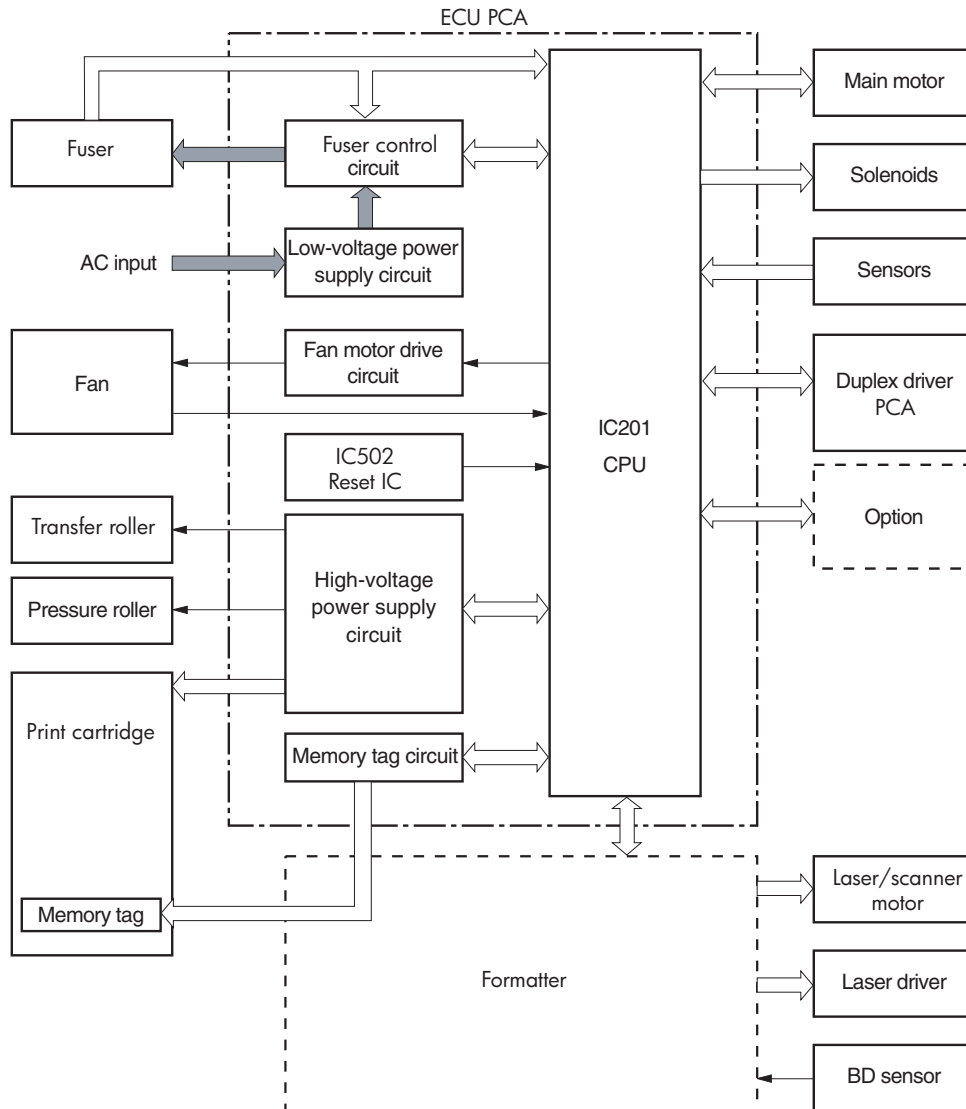 ECU PCA
Main motor
Fuser
Fuser control
circuit
Solenoids
AC input
Low-voltage power
supply circuit
Sensors
Fan
Fan motor drive
circuit
IC201
CPU
Duplex driver
PCA
IC502
Reset IC
Option
Transfer roller
Pressure roller
High-voltage
power supply
circuit
Print cartridge
Memory tag circuit
Memory tag
Formatter
Laser/scanner
motor
Laser driver
BD sensor